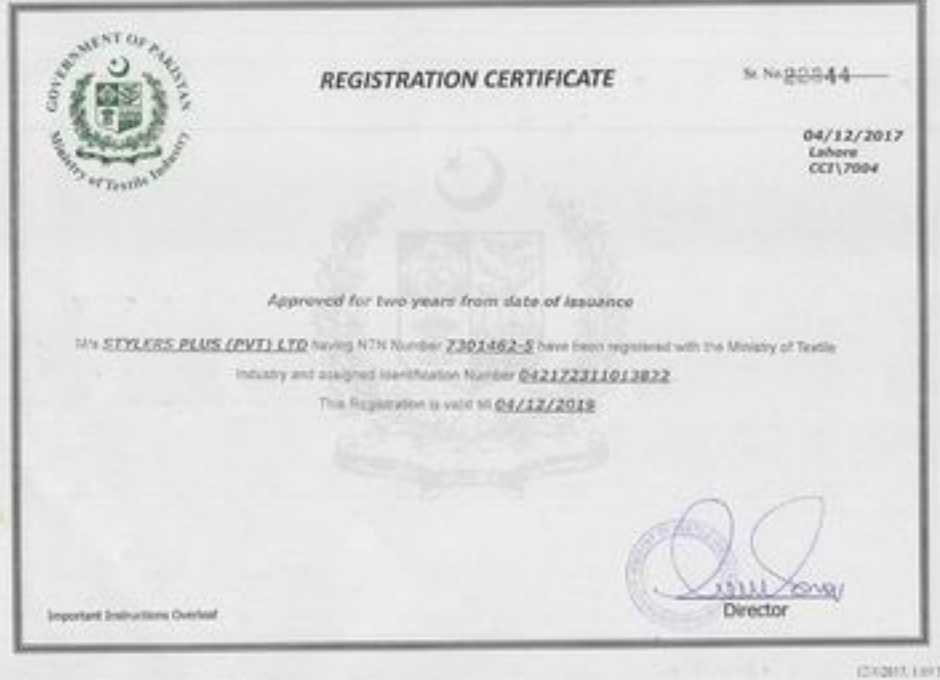 GOVERNMENT OF PAKISTAN
Ministry of Textile Industry
REGISTRATION CERTIFICATE
Sr. No.
04/12/2017
Lahore
CCI\7004
Approved for two years from date of issuance
M/s STYLERS PLUS (PVT) LTD having NTN Number 7301462-5 have been registered with the Ministry of Textile
Industry and assigned Identification Number 042172311013832
This Registration is valid till 04/12/2019
Director
Important Instructions Overleaf